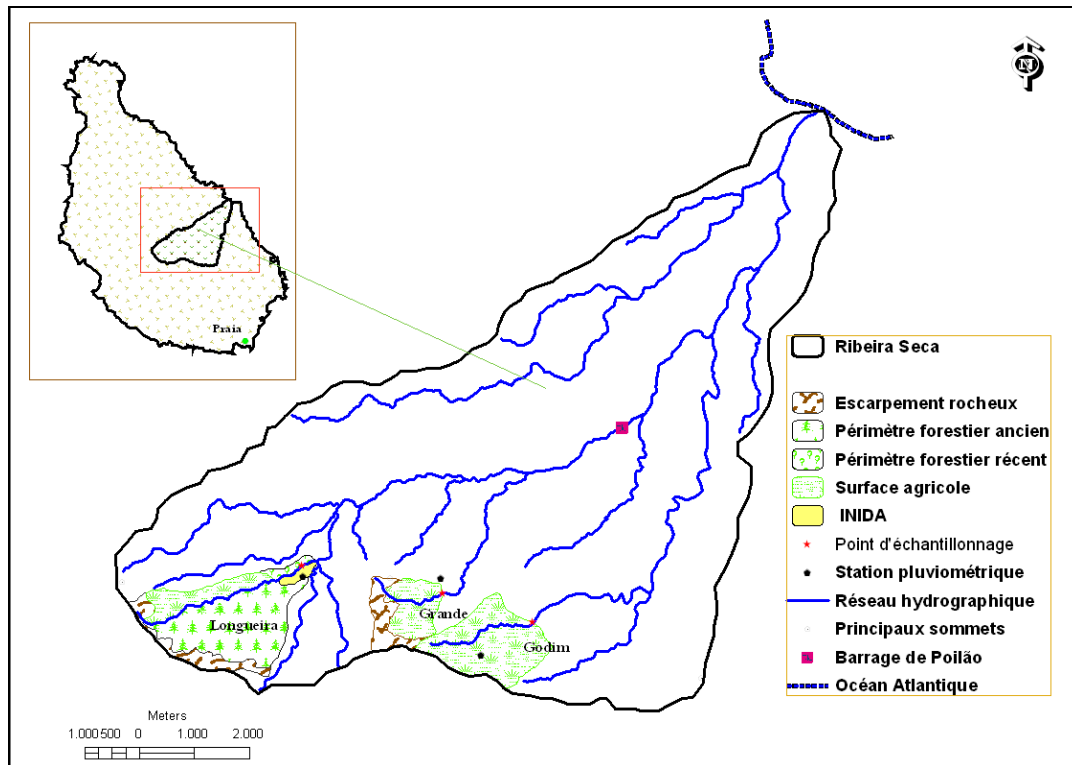 N
Praia
Ribeira Seca
Escarpement rocheux
Périmètre forestier ancien
Périmètre forestier récent
Surface agricole
INIDA
Point d'échantillonnage
Station pluviométrique
Réseau hydrographique
Principaux sommets
Barrage de Poilão
Océan Atlantique
Longueira
Grande
Godim
Meters
1.000 500 0 1.000 2.000